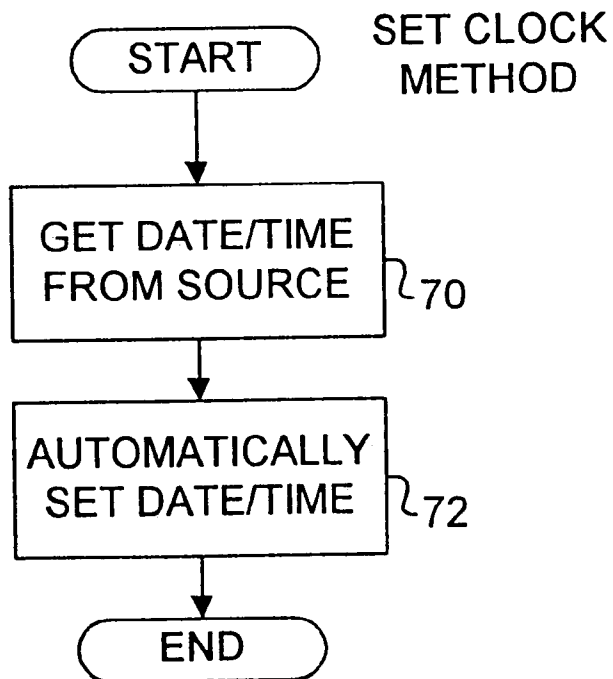 SET CLOCK
METHOD
START
GET DATE/TIME
FROM SOURCE
70
AUTOMATICALLY
SET DATE/TIME
72
END